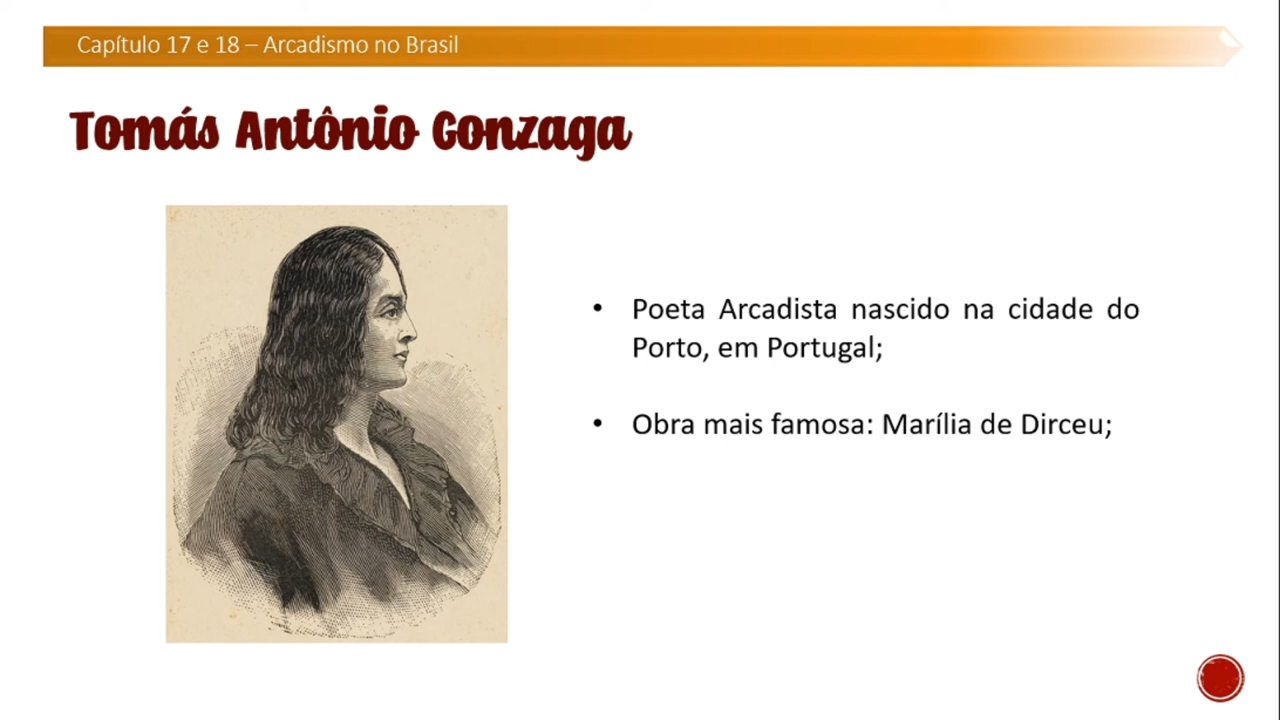 Capítulo 17 e 18 – Arcadismo no Brasil
Tomás Antônio Gonzaga
• Poeta Arcadista nascido na cidade do
Porto, em Portugal;
• Obra mais famosa: Marília de Dirceu;